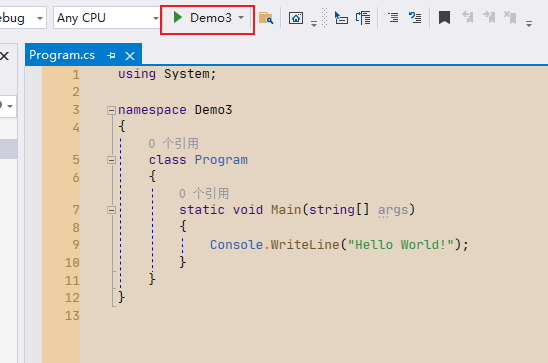 ebug Any CPU Demo3
Program.cs
1 using System;
2
3 namespace Demo3
4 {
0 个引用
5 class Program
6 {
0 个引用
7 static void Main(string[] args)
8 {
9 Console.WriteLine("Hello World!");
10 }
11 }
12 }
13